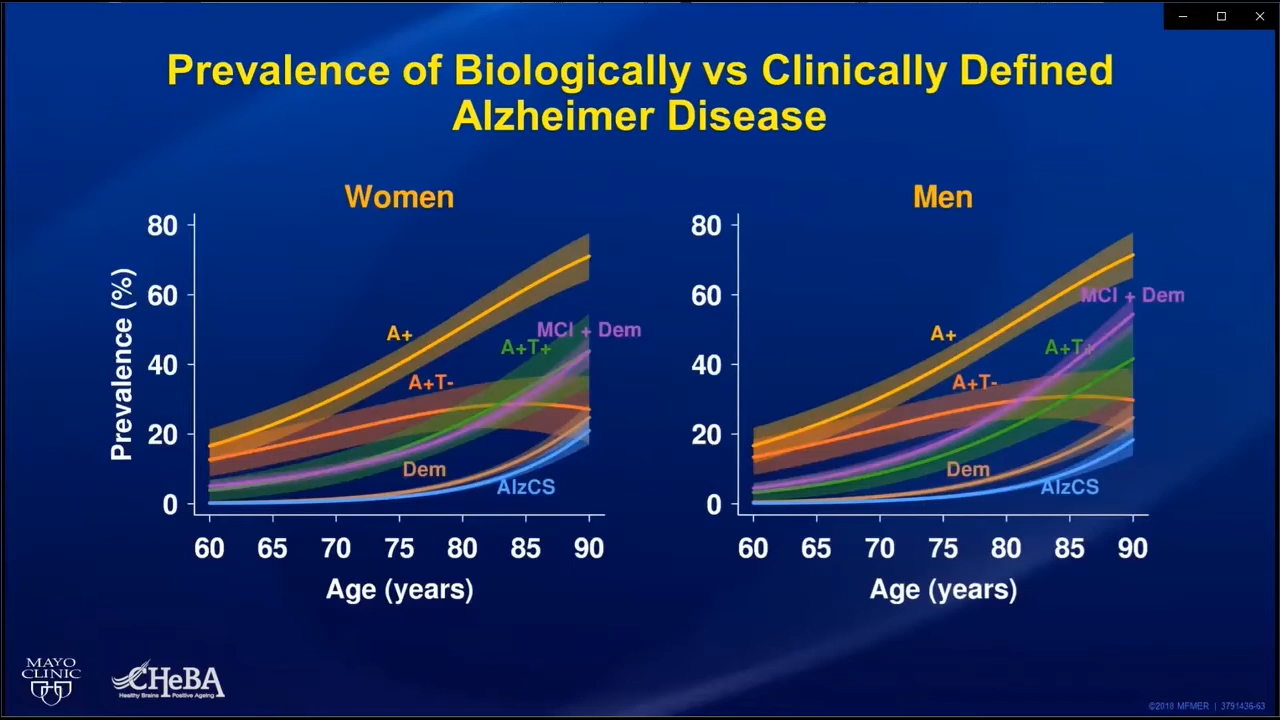 Prevalence of Biologically vs Clinically Defined
Alzheimer Disease
Women
80
60
40
20
0
Prevalence (%)
A+
MCI + Dem
A+T+
A+T-
Dem
AlzCS
60 65 70 75 80 85 90
Age (years)
Men
80
60
40
20
0
MCI + Dem
A+
A+T+
A+T-
Dem
AlzCS
60 65 70 75 80 85 90
Age (years)
MAYO
CLINIC
CHeBA
Healthy Brains Positive Ageing
©2018 MFMER | 3791436-63